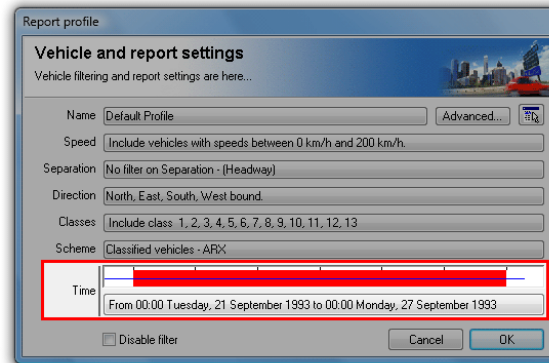 Report profile
Vehicle and report settings
Vehicle filtering and report settings are here...
Name Default Profile Advanced...
Speed Include vehicles with speeds between 0 km/h and 200 km/h.
Separation No filter on Separation - (Headway)
Direction North, East, South, West bound.
Classes Include class 1, 2, 3, 4, 5, 6, 7, 8, 9, 10, 11, 12, 13
Scheme Classified vehicles - ARX
Time
From 00:00 Tuesday, 21 September 1993 to 00:00 Monday, 27 September 1993
Disable filter Cancel OK